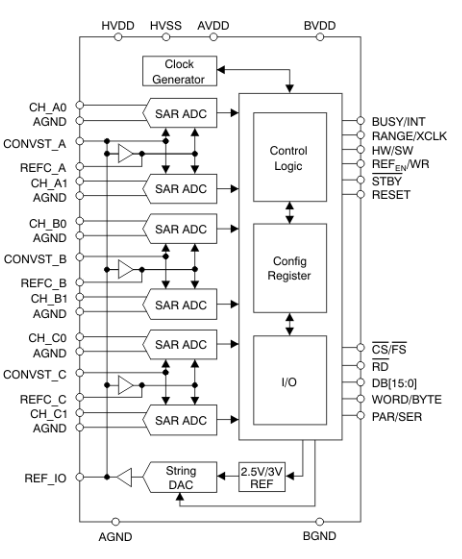 HVDD HVSS AVDD BVDD
Clock
Generator
CH_A0
AGND
CONVST_A
REFC_A
CH_A1
AGND
CH_B0
AGND
CONVST_B
REFC_B
CH_B1
AGND
CH_C0
AGND
CONVST_C
REFC_C
CH_C1
AGND
REF_IO
SAR ADC
SAR ADC
SAR ADC
SAR ADC
SAR ADC
SAR ADC
String
DAC
2.5V/3V
REF
Control
Logic
Config
Register
I/O
BUSY/INT
RANGE/XCLK
HW/SW
REF_EN/WR
STBY
RESET
CS/FS
RD
DB[15:0]
WORD/BYTE
PAR/SER
AGND BGND